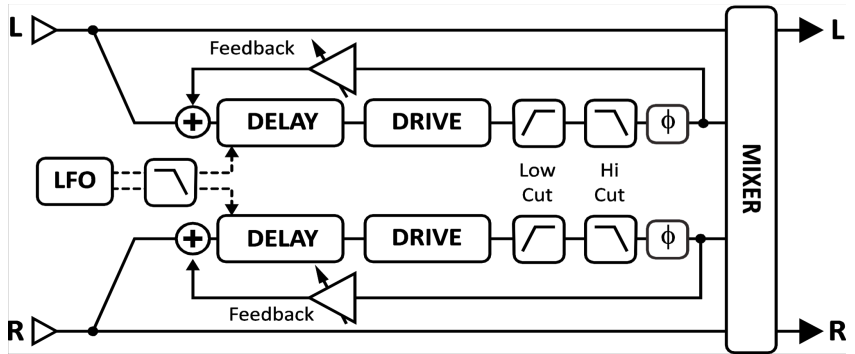 L
L
Feedback
+
DELAY
DRIVE
ϕ
LFO
Low
Cut
Hi
Cut
MIXER
+
DELAY
DRIVE
ϕ
Feedback
R
R